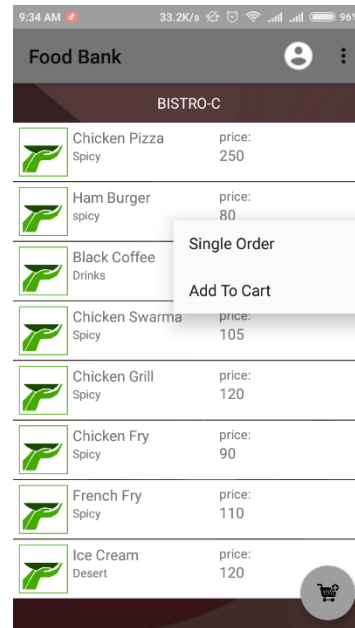 9:34 AM 33.2K/s 96%
Food Bank
BISTRO-C
Chicken Pizza price:
Spicy 250
Ham Burger price:
spicy 80
Single Order
Black Coffee
Drinks
Add To Cart
Chicken Swarma price:
Spicy 105
Chicken Grill price:
Spicy 120
Chicken Fry price:
Spicy 90
French Fry price:
Spicy 110
Ice Cream price:
Desert 120